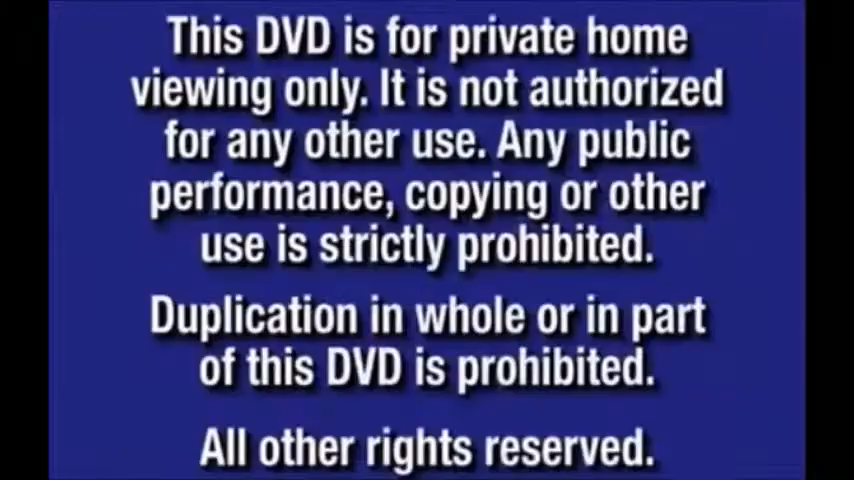 This DVD is for private home
viewing only. It is not authorized
for any other use. Any public
performance, copying or other
use is strictly prohibited.
Duplication in whole or in part
of this DVD is prohibited.
All other rights reserved.